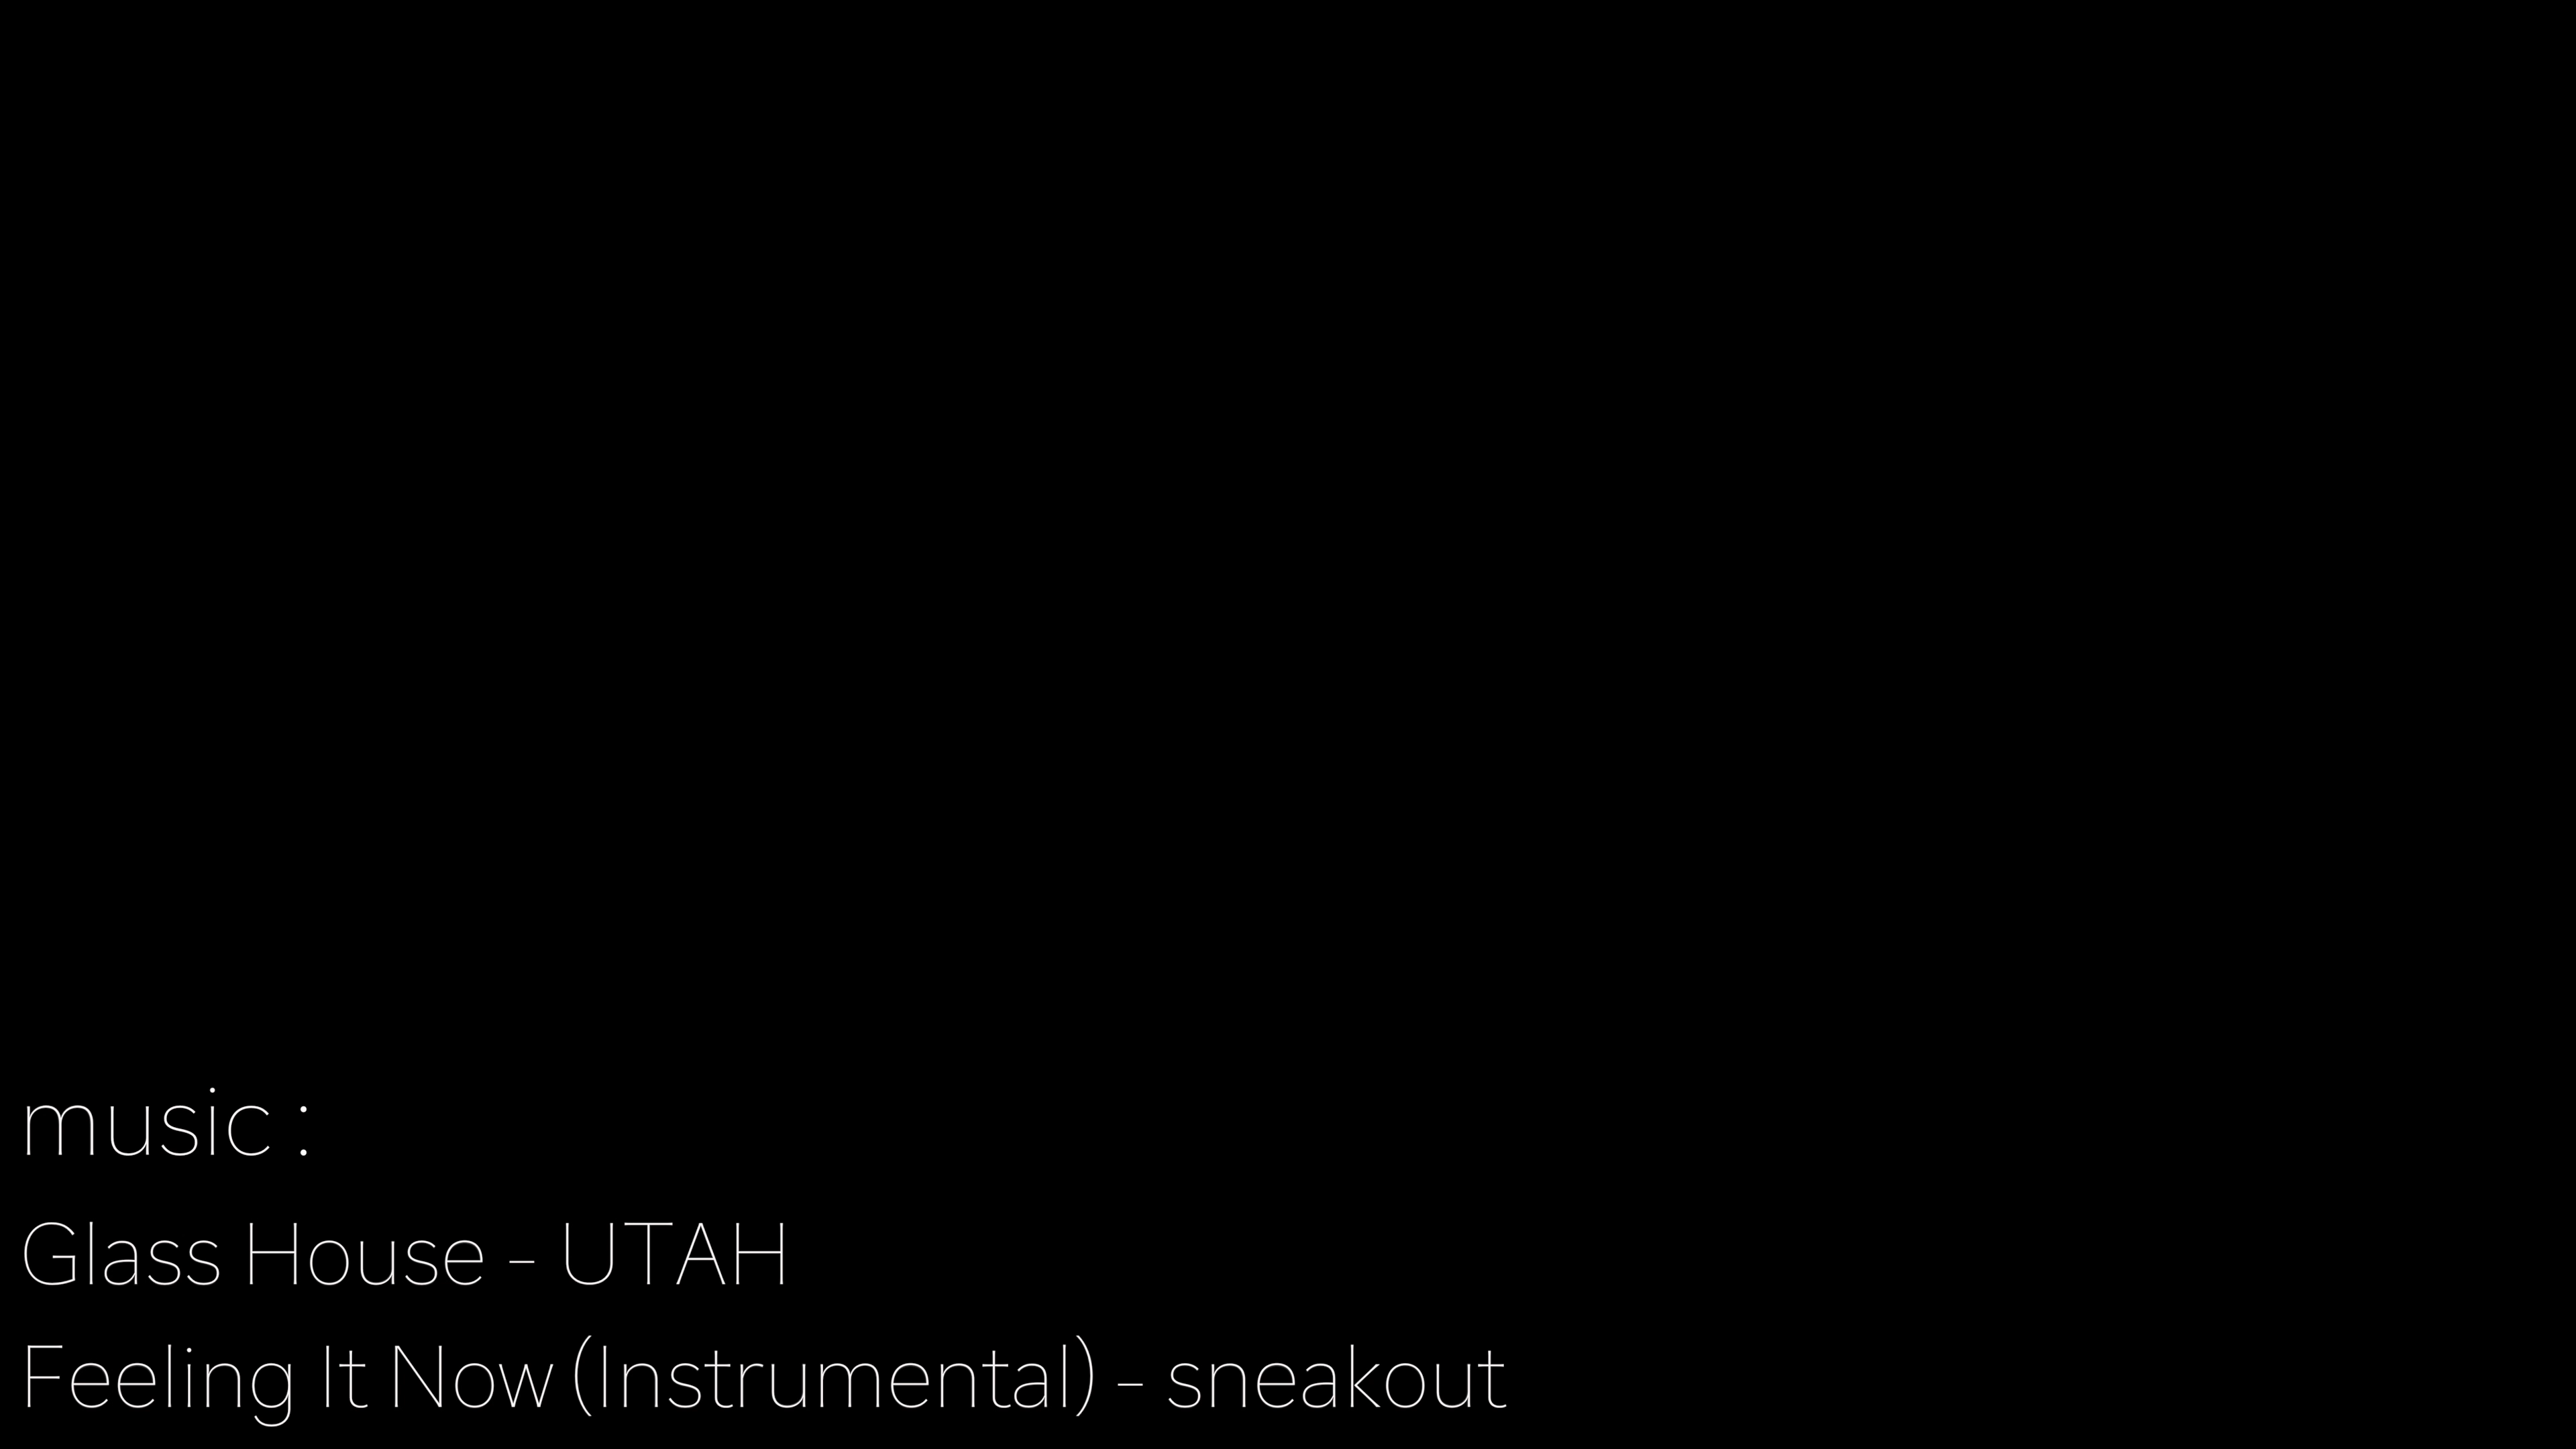 music :
Glass House - UTAH
Feeling It Now (Instrumental) - sneakout